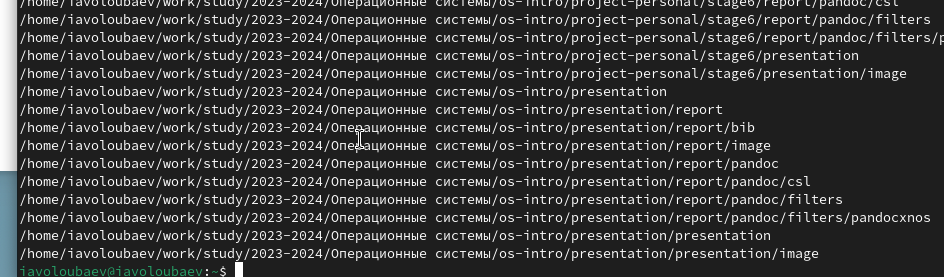 /home/iavoloubaev/work/study/2023-2024/Операционные системы/os-intro/project-personal/stage6/report/pandoc/csl
/home/iavoloubaev/work/study/2023-2024/Операционные системы/os-intro/project-personal/stage6/report/pandoc/filters
/home/iavoloubaev/work/study/2023-2024/Операционные системы/os-intro/project-personal/stage6/report/pandoc/filters/p
/home/iavoloubaev/work/study/2023-2024/Операционные системы/os-intro/project-personal/stage6/presentation
/home/iavoloubaev/work/study/2023-2024/Операционные системы/os-intro/project-personal/stage6/presentation/image
/home/iavoloubaev/work/study/2023-2024/Операционные системы/os-intro/presentation
/home/iavoloubaev/work/study/2023-2024/Операционные системы/os-intro/presentation/report
/home/iavoloubaev/work/study/2023-2024/Операционные системы/os-intro/presentation/report/bib
/home/iavoloubaev/work/study/2023-2024/Операционные системы/os-intro/presentation/report/image
/home/iavoloubaev/work/study/2023-2024/Операционные системы/os-intro/presentation/report/pandoc
/home/iavoloubaev/work/study/2023-2024/Операционные системы/os-intro/presentation/report/pandoc/csl
/home/iavoloubaev/work/study/2023-2024/Операционные системы/os-intro/presentation/report/pandoc/filters
/home/iavoloubaev/work/study/2023-2024/Операционные системы/os-intro/presentation/report/pandoc/filters/pandocxnos
/home/iavoloubaev/work/study/2023-2024/Операционные системы/os-intro/presentation/presentation
/home/iavoloubaev/work/study/2023-2024/Операционные системы/os-intro/presentation/presentation/image
iavoloubaev@iavoloubaev:~$